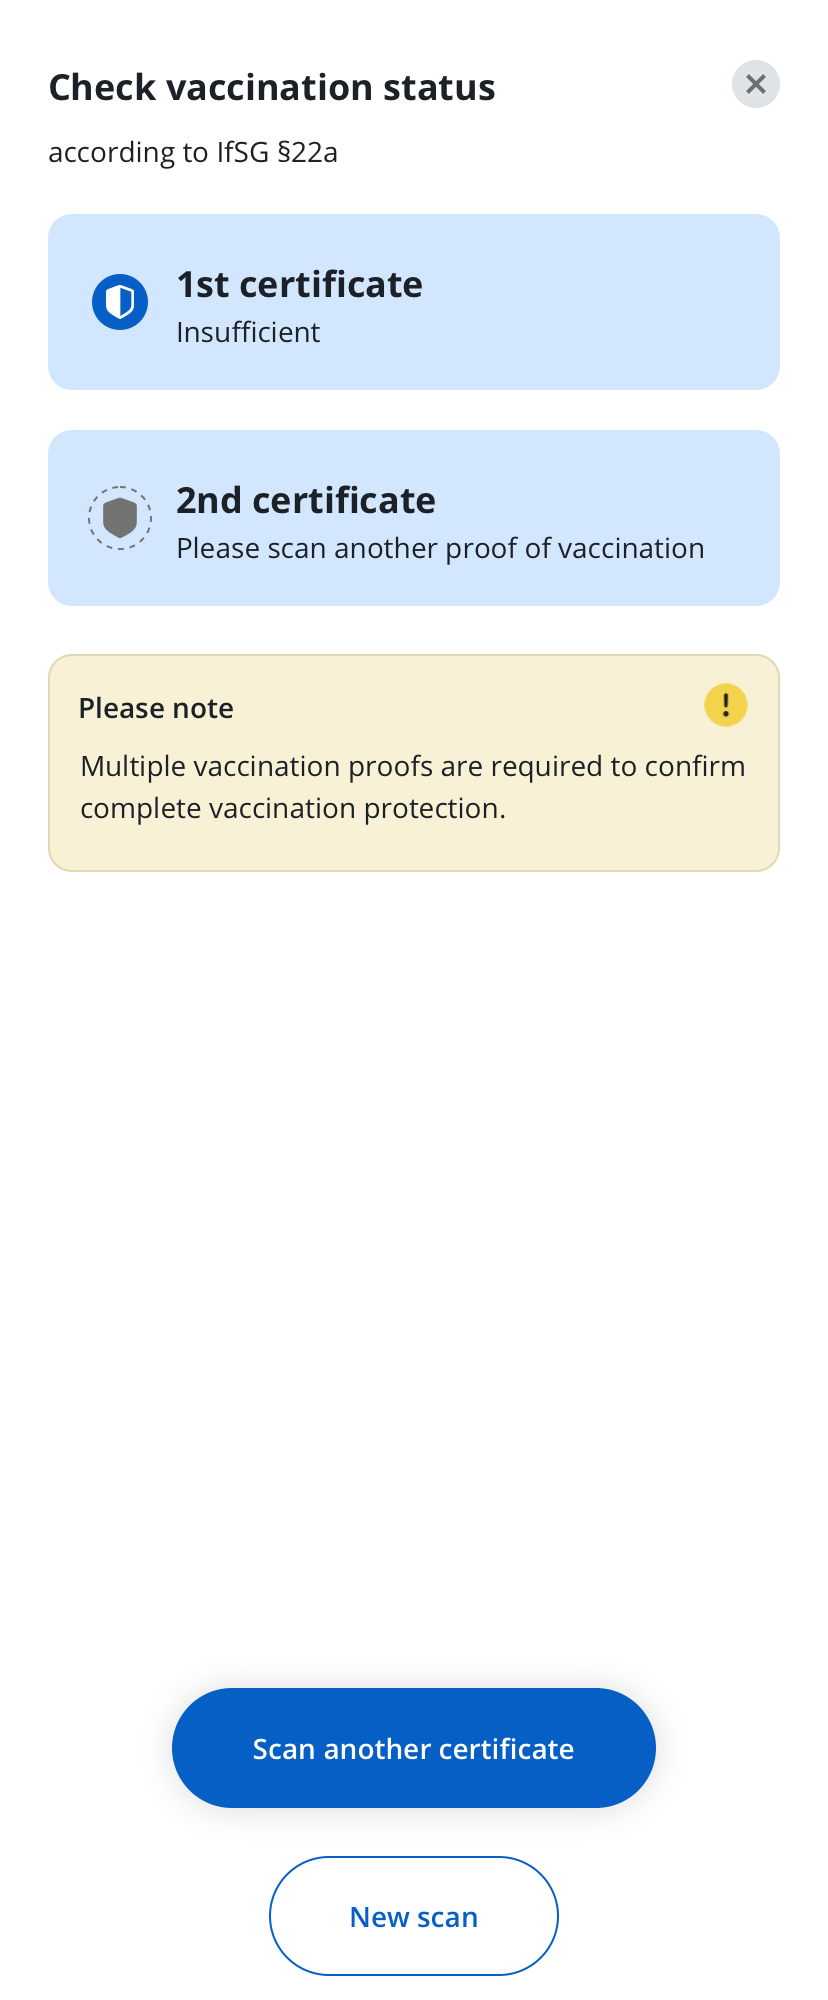 Check vaccination status
according to IfSG §22a
1st certificate
Insufficient
2nd certificate
Please scan another proof of vaccination
Please note
Multiple vaccination proofs are required to confirm
complete vaccination protection.
Scan another certificate
New scan